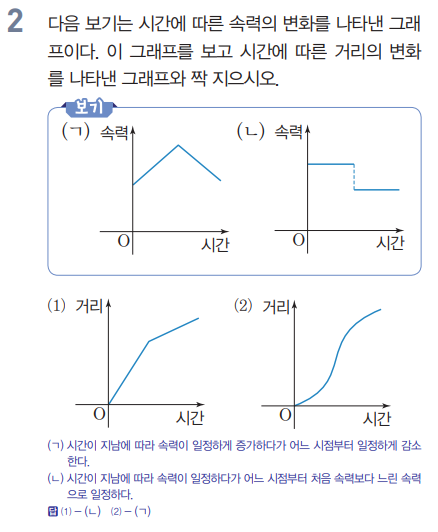 2 다음 보기는 시간에 따른 속력의 변화를 나타낸 그래
프이다. 이 그래프를 보고 시간에 따른 거리의 변화
를 나타낸 그래프와 짝 지으시오.
보기
(ㄱ) 속력
O
시간
(ㄴ) 속력
O
시간
(1) 거리
O
시간
(2) 거리
O
시간
(ㄱ) 시간이 지남에 따라 속력이 일정하게 증가하다가 어느 시점부터 일정하게 감소
한다.
(ㄴ) 시간이 지남에 따라 속력이 일정하다가 어느 시점부터 처음 속력보다 느린 속력
으로 일정하다.
답 (1) – (ㄴ) (2) – (ㄱ)